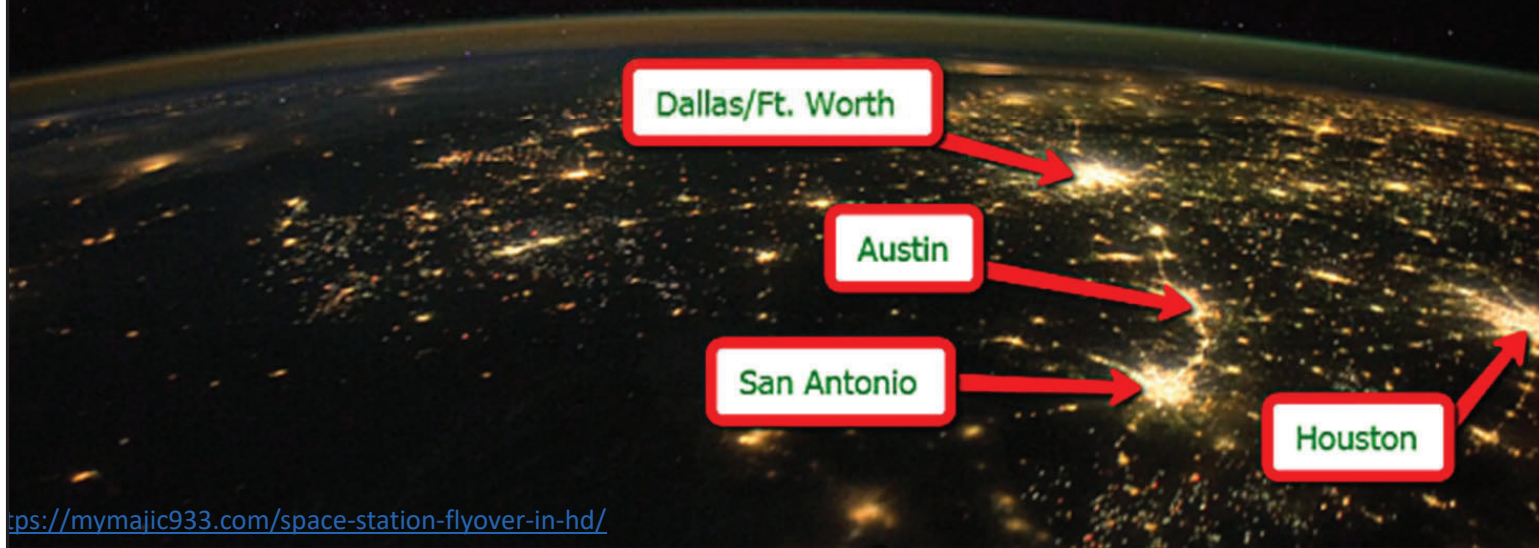 Dallas/Ft. Worth
Austin
San Antonio
Houston
tps://mymajic933.com/space-station-flyover-in-hd/